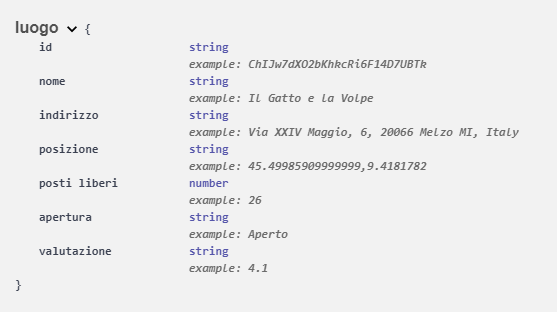 luogo {
id string
example: ChIJw7dXO2bKhkcRi6F14D7UBTk
nome string
example: Il Gatto e la Volpe
indirizzo string
example: Via XXIV Maggio, 6, 20066 Melzo MI, Italy
posizione string
example: 45.49985909999999,9.4181782
posti liberi number
example: 26
apertura string
example: Aperto
valutazione string
example: 4.1
}